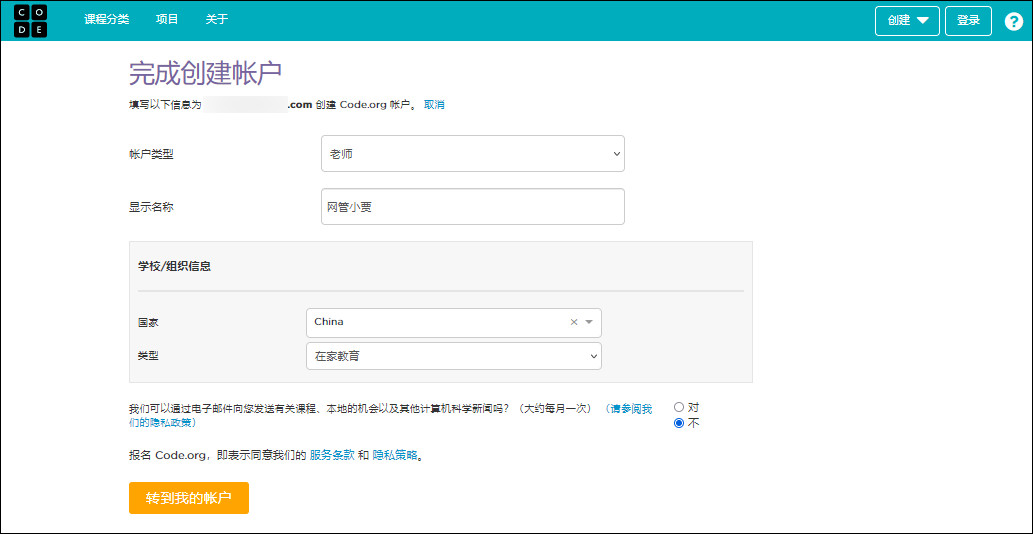 C O
D E
课程分类 项目 关于 创建 登录 ?
完成创建帐户
填写以下信息为 .com 创建 Code.org 帐户。 取消
帐户类型 老师
显示名称 网管小贾
学校/组织信息
国家 China ×
类型 在家教育
我们可以通过电子邮件向您发送有关课程、本地的机会以及其他计算机科学新闻吗?(大约每月一次) (请参阅我
们的隐私政策)
对
不
报名 Code.org,即表示同意我们的 服务条款 和 隐私策略。
转到我的帐户